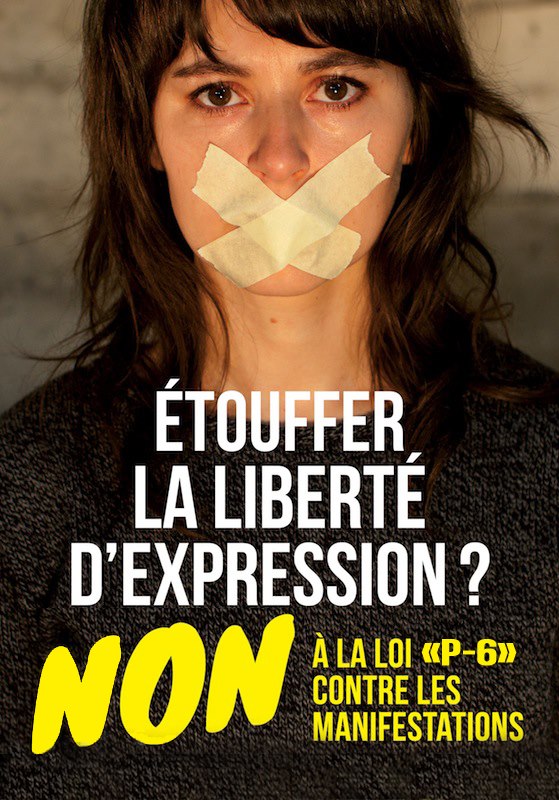 ÉTOUFFER
LA LIBERTÉ
D'EXPRESSION ?
NON
À LA LOI «P-6»
CONTRE LES
MANIFESTATIONS